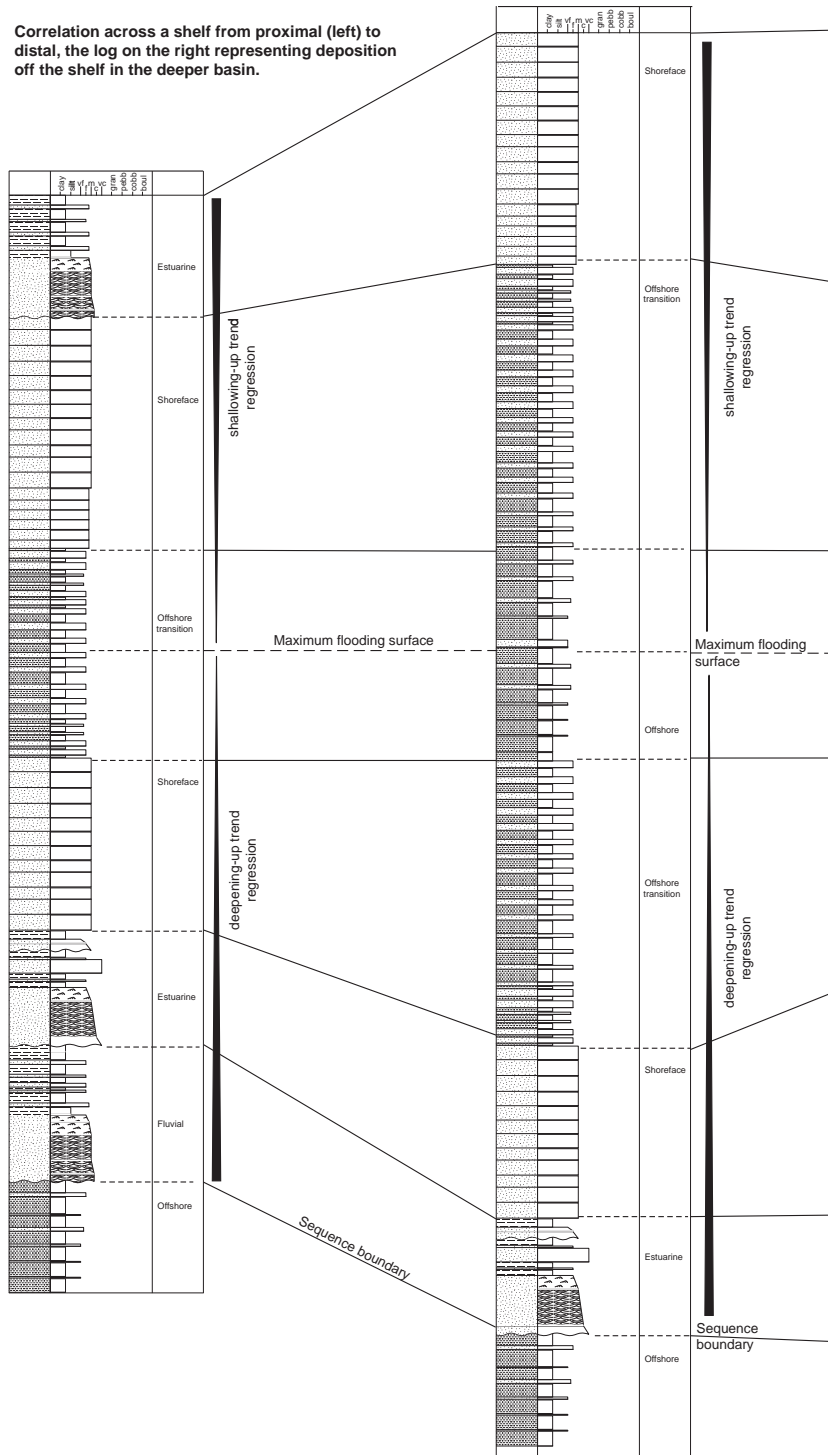 Correlation across a shelf from proximal (left) to
distal, the log on the right representing deposition
off the shelf in the deeper basin.
clay
silt
vf
f
m
c
vc
gran
pebb
cobb
boul
Estuarine
Shoreface
Offshore
transition
Shoreface
Estuarine
Fluvial
Offshore
shallowing-up trend
regression
deepening-up trend
regression
Maximum flooding surface
Sequence boundary
clay
silt
vf
f
m
c
vc
gran
pebb
cobb
boul
Shoreface
Offshore
transition
Offshore
Offshore
transition
Shoreface
Estuarine
Offshore
shallowing-up trend
regression
Maximum flooding
surface
deepening-up trend
regression
Sequence
boundary